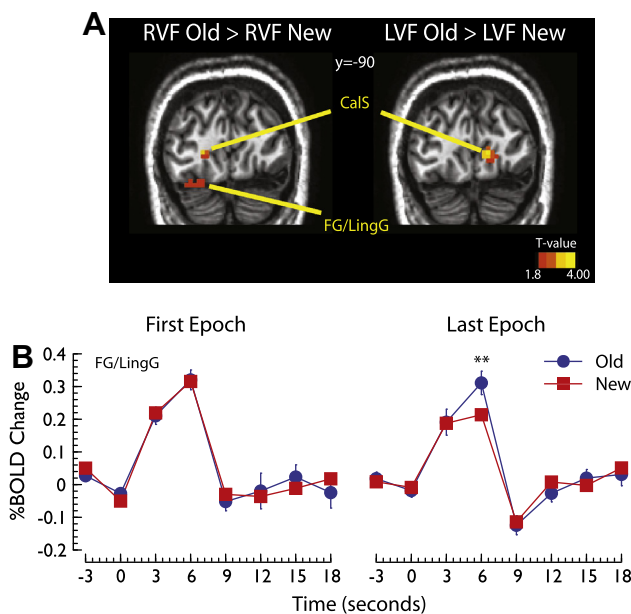 A
RVF Old > RVF New
LVF Old > LVF New
y=-90
CalS
FG/LingG
T-value
1.8 4.00
First Epoch
Last Epoch
B
FG/LingG
**
Old
New
%BOLD Change
0.4
0.3
0.2
0.1
0
-0.1
-0.2
-3 0 3 6 9 12 15 18
-3 0 3 6 9 12 15 18
Time (seconds)